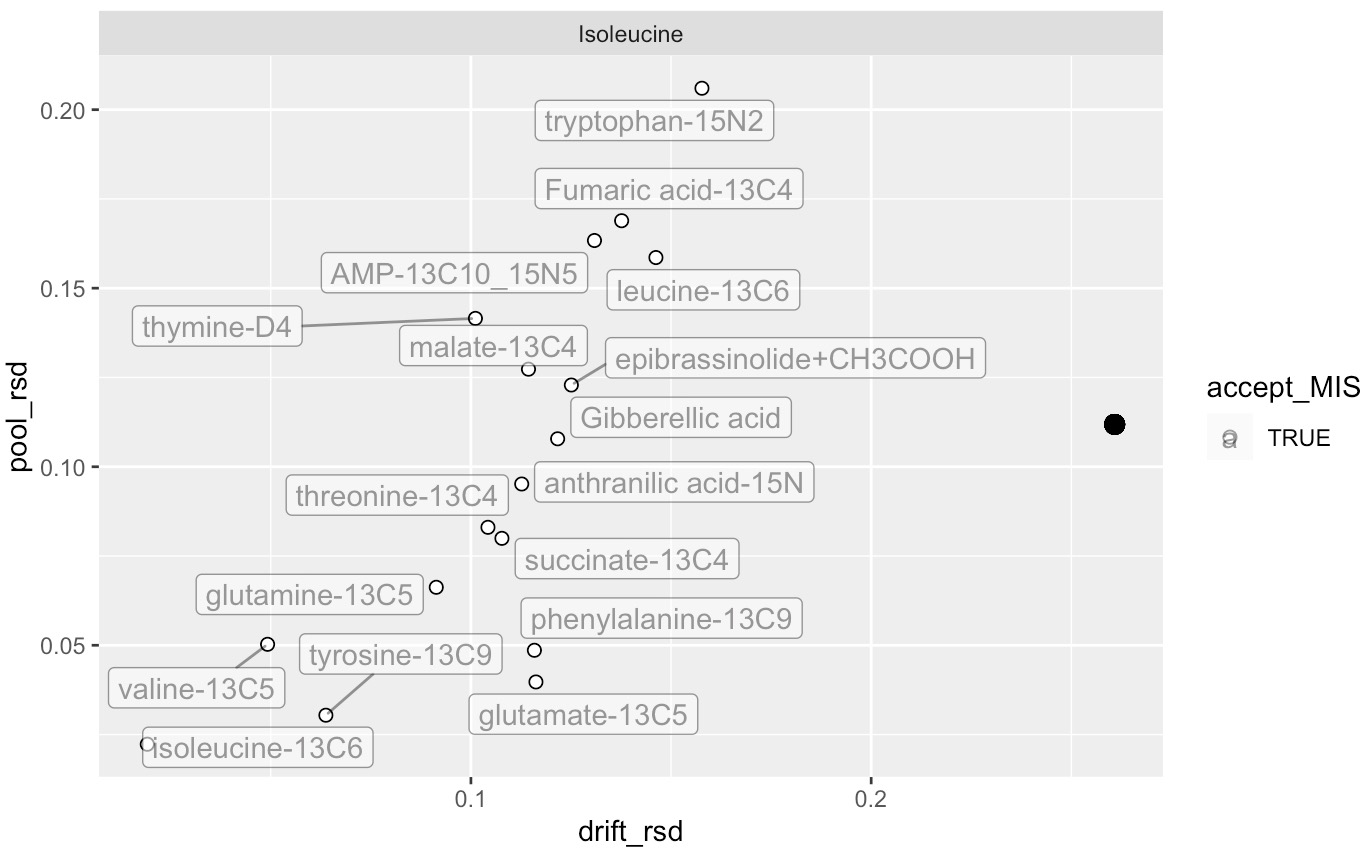 Isoleucine
0.20
tryptophan-15N2
Fumaric acid-13C4
AMP-13C10_15N5
0.15
leucine-13C6
thymine-D4
malate-13C4
epibrassinolide+CH3COOH
pool_rsd
accept_MIS
Gibberellic acid
a TRUE
0.10
anthranilic acid-15N
threonine-13C4
succinate-13C4
glutamine-13C5
phenylalanine-13C9
0.05
tyrosine-13C9
valine-13C5
glutamate-13C5
isoleucine-13C6
0.1
0.2
drift_rsd